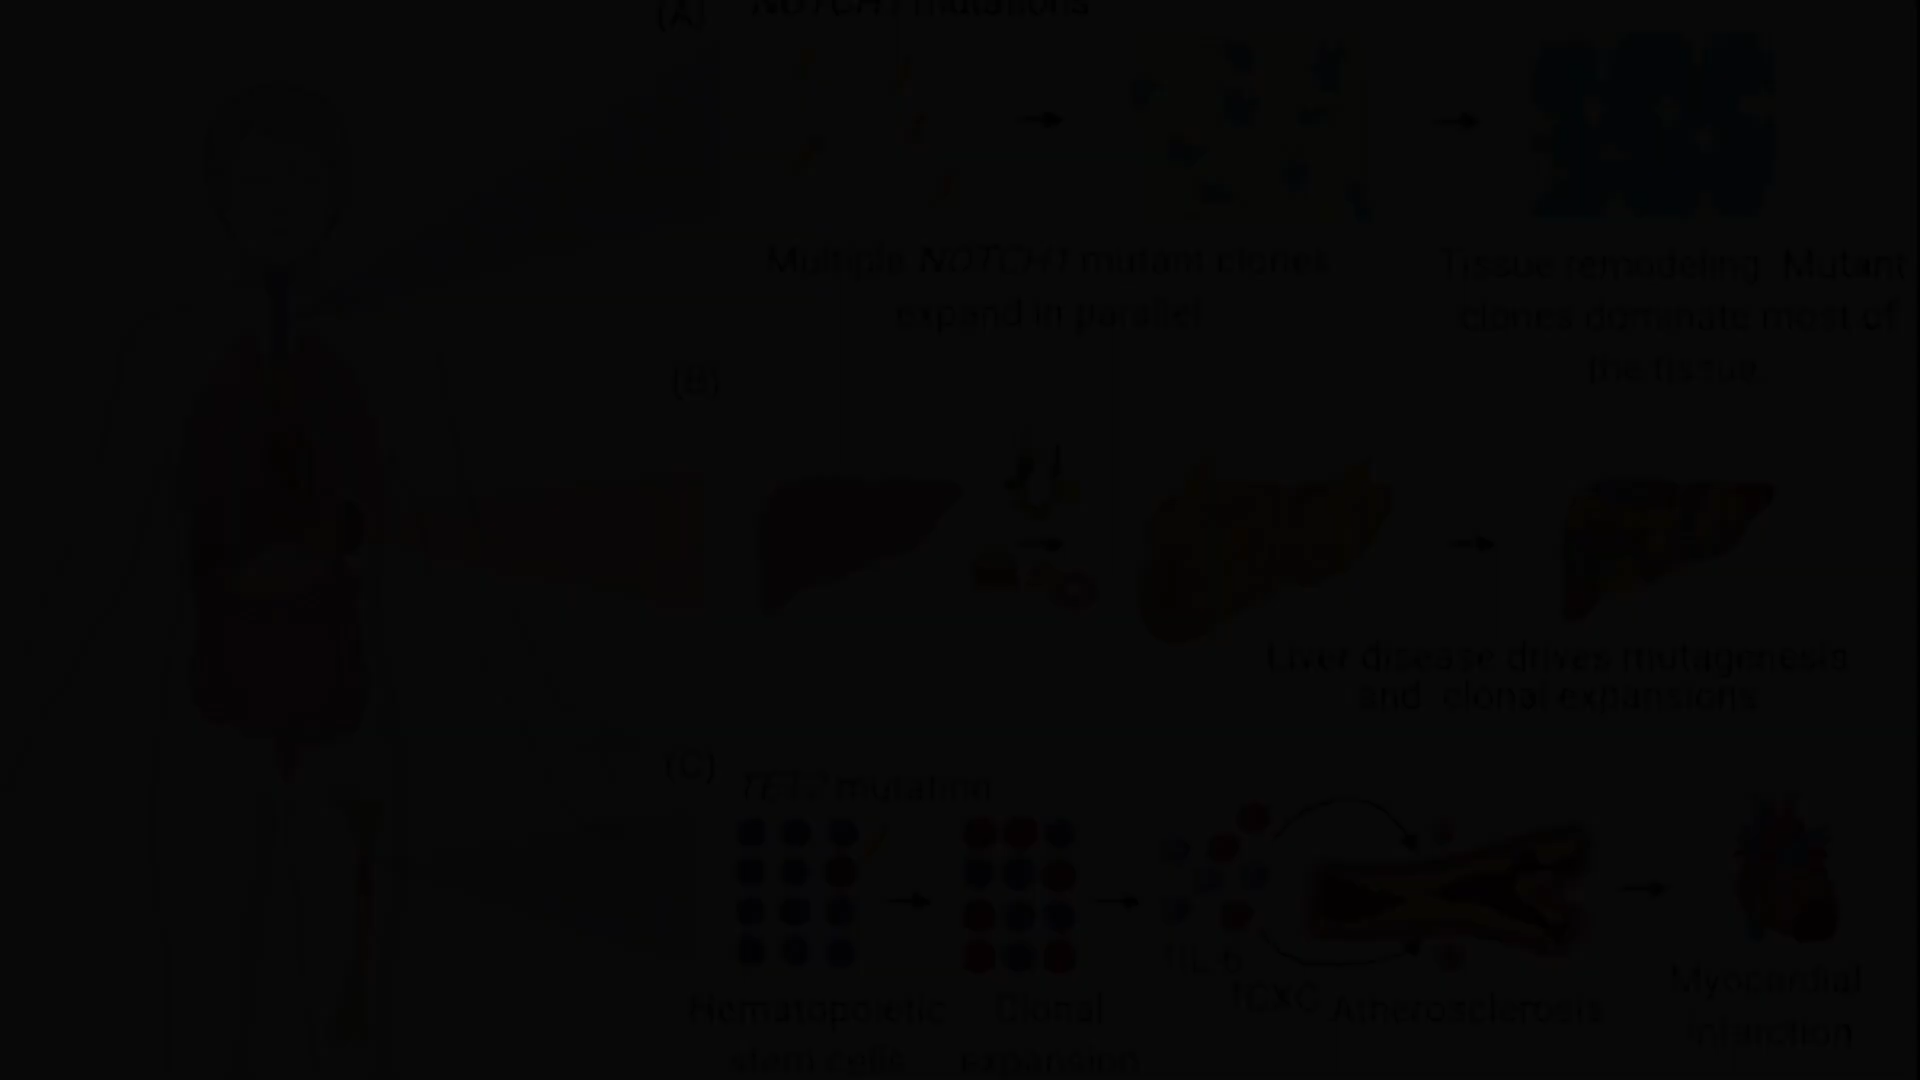 (A) NOTCH1 mutations
Multiple NOTCH1 mutant clones
expand in parallel
Tissue remodeling. Mutant
clones dominate most of
the tissue.
(B)
Liver disease drives mutagenesis
and clonal expansions
(C)
TET2 mutation
↑IL-6
↑CXC
Hematopoietic
stem cells
Clonal
expansion
Atherosclerosis
Myocardial
infarction